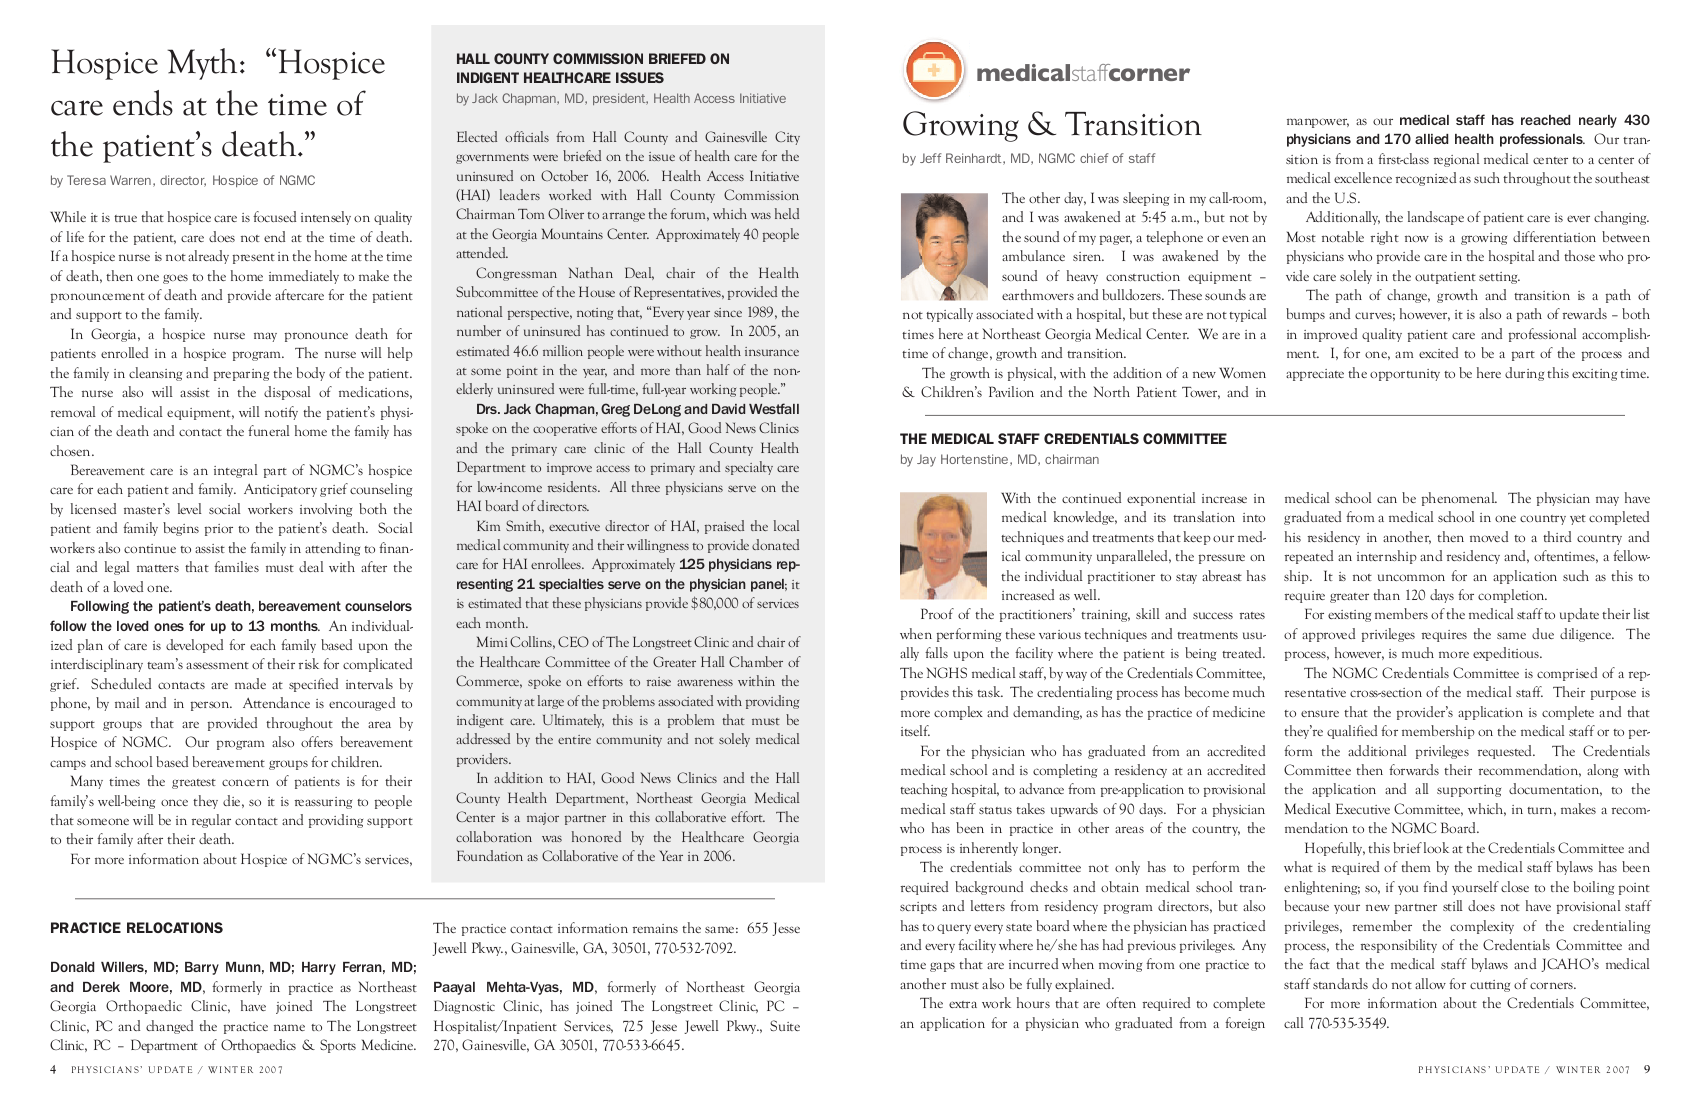 Hospice Myth:  “Hospice
care ends at the time of
the patient’s death.”
by Teresa Warren, director, Hospice of NGMC
While it is true that hospice care is focused intensely on quality
of life for the patient, care does not end at the time of death.
If a hospice nurse is not already present in the home at the time
of death, then one goes to the home immediately to make the
pronouncement of death and provide aftercare for the patient
and support to the family.
In Georgia, a hospice nurse may pronounce death for
patients enrolled in a hospice program.  The nurse will help
the family in cleansing and preparing the body of the patient.
The nurse also will assist in the disposal of medications,
removal of medical equipment, will notify the patient’s physi-
cian of the death and contact the funeral home the family has
chosen.
Bereavement care is an integral part of NGMC’s hospice
care for each patient and family.  Anticipatory grief counseling
by licensed master’s level social workers involving both the
patient and family begins prior to the patient’s death.  Social
workers also continue to assist the family in attending to finan-
cial and legal matters that families must deal with after the
death of a loved one.
Following the patient’s death, bereavement counselors
follow the loved ones for up to 13 months.  An individual-
ized plan of care is developed for each family based upon the
interdisciplinary team’s assessment of their risk for complicated
grief.  Scheduled contacts are made at specified intervals by
phone, by mail and in person.  Attendance is encouraged to
support groups that are provided throughout the area by
Hospice of NGMC.  Our program also offers bereavement
camps and school based bereavement groups for children.
Many times the greatest concern of patients is for their
family’s well-being once they die, so it is reassuring to people
that someone will be in regular contact and providing support
to their family after their death.
For more information about Hospice of NGMC’s services,
HALL COUNTY COMMISSION BRIEFED ON
INDIGENT HEALTHCARE ISSUES
by Jack Chapman, MD, president, Health Access Initiative
Elected officials from Hall County and Gainesville City
governments were briefed on the issue of health care for the
uninsured on October 16, 2006.  Health Access Initiative
(HAI) leaders worked with Hall County Commission
Chairman Tom Oliver to arrange the forum, which was held
at the Georgia Mountains Center.  Approximately 40 people
attended.
Congressman Nathan Deal, chair of the Health
Subcommittee of the House of Representatives, provided the
national perspective, noting that, “Every year since 1989, the
number of uninsured has continued to grow.  In 2005, an
estimated 46.6 million people were without health insurance
at some point in the year, and more than half of the non-
elderly uninsured were full-time, full-year working people.”
Drs. Jack Chapman, Greg DeLong and David Westfall
spoke on the cooperative efforts of HAI, Good News Clinics
and the primary care clinic of the Hall County Health
Department to improve access to primary and specialty care
for low-income residents.  All three physicians serve on the
HAI board of directors.
Kim Smith, executive director of HAI, praised the local
medical community and their willingness to provide donated
care for HAI enrollees.  Approximately 125 physicians rep-
resenting 21 specialties serve on the physician panel; it
is estimated that these physicians provide $80,000 of services
each month.
Mimi Collins, CEO of The Longstreet Clinic and chair of
the Healthcare Committee of the Greater Hall Chamber of
Commerce, spoke on efforts to raise awareness within the
community at large of the problems associated with providing
indigent care. Ultimately, this is a problem that must be
addressed by the entire community and not solely medical
providers.
In addition to HAI, Good News Clinics and the Hall
County Health Department, Northeast Georgia Medical
Center is a major partner in this collaborative effort.  The
collaboration was honored by the Healthcare Georgia
Foundation as Collaborative of the Year in 2006.
PRACTICE RELOCATIONS
Donald Willers, MD; Barry Munn, MD; Harry Ferran, MD;
and Derek Moore, MD, formerly in practice as Northeast
Georgia Orthopaedic Clinic, have joined The Longstreet
Clinic, PC and changed the practice name to The Longstreet
Clinic, PC – Department of Orthopaedics & Sports Medicine.
The practice contact information remains the same:  655 Jesse
Jewell Pkwy., Gainesville, GA, 30501, 770-532-7092.
Paayal Mehta-Vyas, MD, formerly of Northeast Georgia
Diagnostic Clinic, has joined The Longstreet Clinic, PC –
Hospitalist/Inpatient Services, 725 Jesse Jewell Pkwy., Suite
270, Gainesville, GA 30501, 770-533-6645.
4 PHYSICIANS’ UPDATE / WINTER 2007
medicalstaffcorner
Growing & Transition
by Jeff Reinhardt, MD, NGMC chief of staff
The other day, I was sleeping in my call-room,
and I was awakened at 5:45 a.m., but not by
the sound of my pager, a telephone or even an
ambulance siren.  I was awakened by the
sound of heavy construction equipment –
earthmovers and bulldozers. These sounds are
not typically associated with a hospital, but these are not typical
times here at Northeast Georgia Medical Center.  We are in a
time of change, growth and transition.
The growth is physical, with the addition of a new Women
& Children’s Pavilion and the North Patient Tower, and in
manpower, as our medical staff has reached nearly 430
physicians and 170 allied health professionals.  Our tran-
sition is from a first-class regional medical center to a center of
medical excellence recognized as such throughout the southeast
and the U.S.
Additionally, the landscape of patient care is ever changing.
Most notable right now is a growing differentiation between
physicians who provide care in the hospital and those who pro-
vide care solely in the outpatient setting.
The path of change, growth and transition is a path of
bumps and curves; however, it is also a path of rewards – both
in improved quality patient care and professional accomplish-
ment.  I, for one, am excited to be a part of the process and
appreciate the opportunity to be here during this exciting time.
THE MEDICAL STAFF CREDENTIALS COMMITTEE
by Jay Hortenstine, MD, chairman
With the continued exponential increase in
medical knowledge, and its translation into
techniques and treatments that keep our med-
ical community unparalleled, the pressure on
the individual practitioner to stay abreast has
increased as well.
Proof of the practitioners’ training, skill and success rates
when performing these various techniques and treatments usu-
ally falls upon the facility where the patient is being treated.
The NGHS medical staff, by way of the Credentials Committee,
provides this task.  The credentialing process has become much
more complex and demanding, as has the practice of medicine
itself.
For the physician who has graduated from an accredited
medical school and is completing a residency at an accredited
teaching hospital, to advance from pre-application to provisional
medical staff status takes upwards of 90 days.  For a physician
who has been in practice in other areas of the country, the
process is inherently longer.
The credentials committee not only has to perform the
required background checks and obtain medical school tran-
scripts and letters from residency program directors, but also
has to query every state board where the physician has practiced
and every facility where he/she has had previous privileges. Any
time gaps that are incurred when moving from one practice to
another must also be fully explained.
The extra work hours that are often required to complete
an application for a physician who graduated from a foreign
medical school can be phenomenal.  The physician may have
graduated from a medical school in one country yet completed
his residency in another, then moved to a third country and
repeated an internship and residency and, oftentimes, a fellow-
ship.  It is not uncommon for an application such as this to
require greater than 120 days for completion.
For existing members of the medical staff to update their list
of approved privileges requires the same due diligence.  The
process, however, is much more expeditious.
The NGMC Credentials Committee is comprised of a rep-
resentative cross-section of the medical staff.  Their purpose is
to ensure that the provider’s application is complete and that
they’re qualified for membership on the medical staff or to per-
form the additional privileges requested.  The Credentials
Committee then forwards their recommendation, along with
the application and all supporting documentation, to the
Medical Executive Committee, which, in turn, makes a recom-
mendation to the NGMC Board.
Hopefully, this brief look at the Credentials Committee and
what is required of them by the medical staff bylaws has been
enlightening; so, if you find yourself close to the boiling point
because your new partner still does not have provisional staff
privileges, remember the complexity of the credentialing
process, the responsibility of the Credentials Committee and
the fact that the medical staff bylaws and JCAHO’s medical
staff standards do not allow for cutting of corners.
For more information about the Credentials Committee,
call 770-535-3549.
PHYSICIANS’ UPDATE / WINTER 2007 9